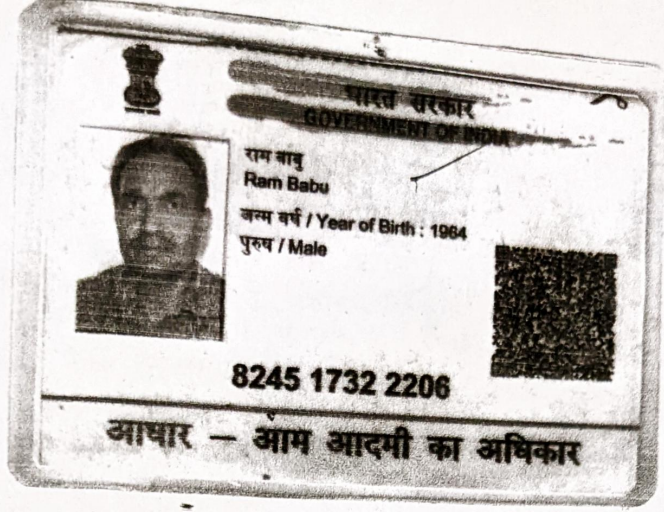 भारत सरकार
GOVERNMENT OF INDIA
राम बाबु
Ram Babu
जन्म वर्ष / Year of Birth : 1964
पुरुष / Male
8245 1732 2206
आधार – आम आदमी का अधिकार